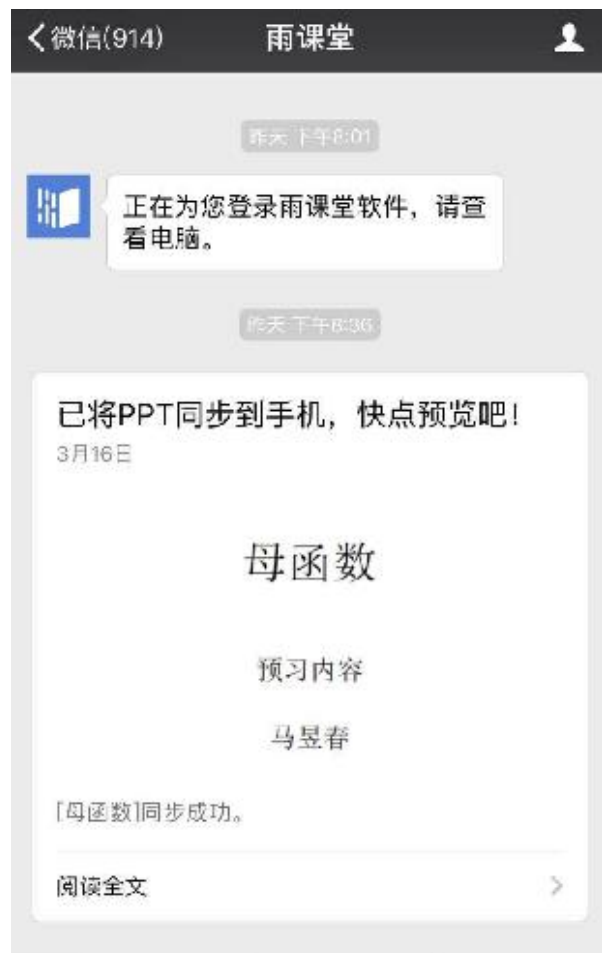 微信(914)
雨课堂
昨天 下午8:01
正在为您登录雨课堂软件，请查
看电脑。
昨天 下午8:36
已将PPT同步到手机，快点预览吧！
3月16日
母函数
预习内容
马昱春
[母函数]同步成功。
阅读全文